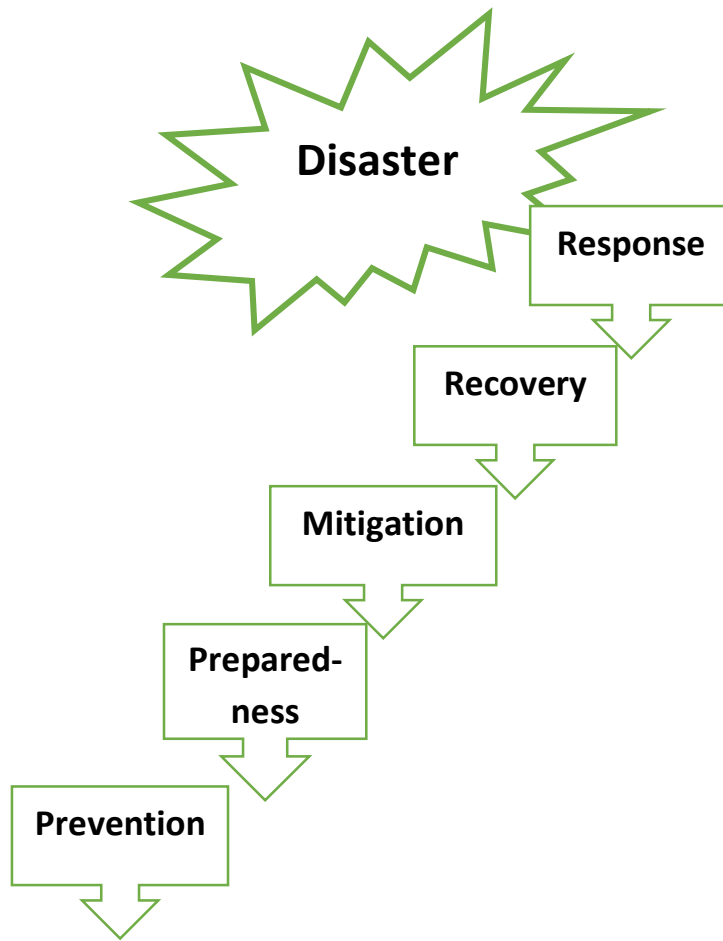 Disaster
Response
Recovery
Mitigation
Prepared-
ness
Prevention